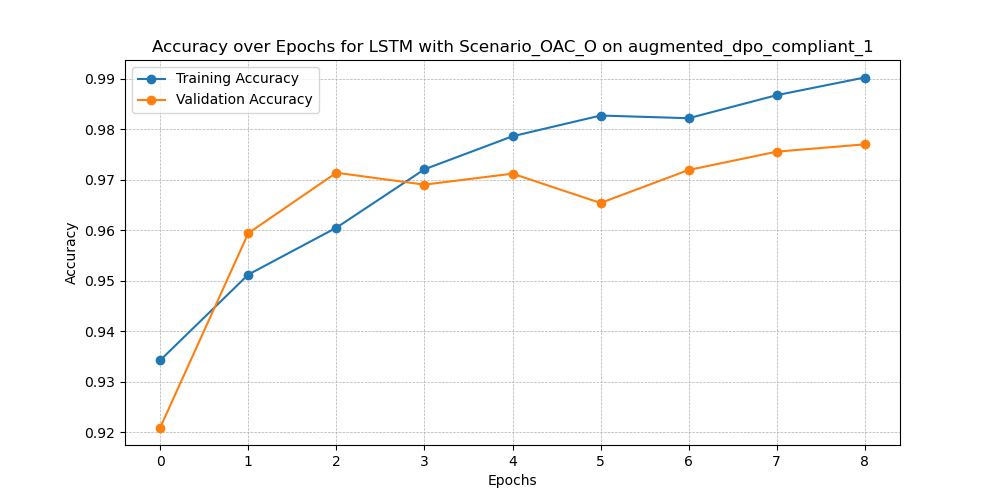 Accuracy over Epochs for LSTM with Scenario_OAC_O on augmented_dpo_compliant_1
Training Accuracy
Validation Accuracy
Accuracy
0.99
0.98
0.97
0.96
0.95
0.94
0.93
0.92
0 1 2 3 4 5 6 7 8
Epochs